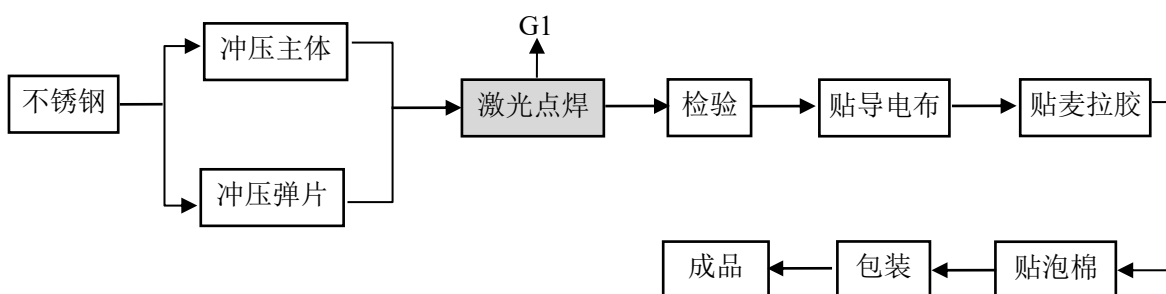 G1
冲压主体
不锈钢
激光点焊
检验
贴导电布
贴麦拉胶
冲压弹片
成品
包装
贴泡棉